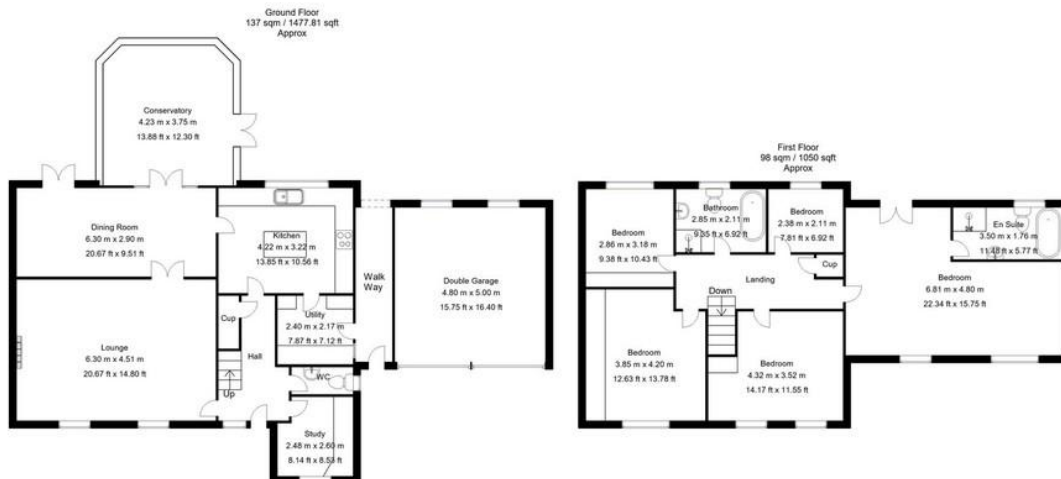 Ground Floor
137 sqm / 1477.81 sqft
Approx
Conservatory
4.23 m x 3.75 m
13.88 ft x 12.30 ft
Dining Room
6.30 m x 2.90 m
20.67 ft x 9.51 ft
Kitchen
4.22 m x 3.22 m
13.85 ft x 10.56 ft
Walk
Way
Double Garage
4.80 m x 5.00 m
15.75 ft x 16.40 ft
Lounge
6.30 m x 4.51 m
20.67 ft x 14.80 ft
Cup
Hall
Up
Utility
2.40 m x 2.17 m
7.87 ft x 7.12 ft
WC
Study
2.48 m x 2.60 m
8.14 ft x 8.53 ft
First Floor
98 sqm / 1050 sqft
Approx
Bedroom
2.86 m x 3.18 m
9.38 ft x 10.43 ft
Bathroom
2.85 m x 2.11 m
9.35 ft x 6.92 ft
Bedroom
2.38 m x 2.11 m
7.81 ft x 6.92 ft
Cup
Landing
Down
En Suite
3.50 m x 1.76 m
11.48 ft x 5.77 ft
Bedroom
6.81 m x 4.80 m
22.34 ft x 15.75 ft
Bedroom
3.85 m x 4.20 m
12.63 ft x 13.78 ft
Bedroom
4.32 m x 3.52 m
14.17 ft x 11.55 ft